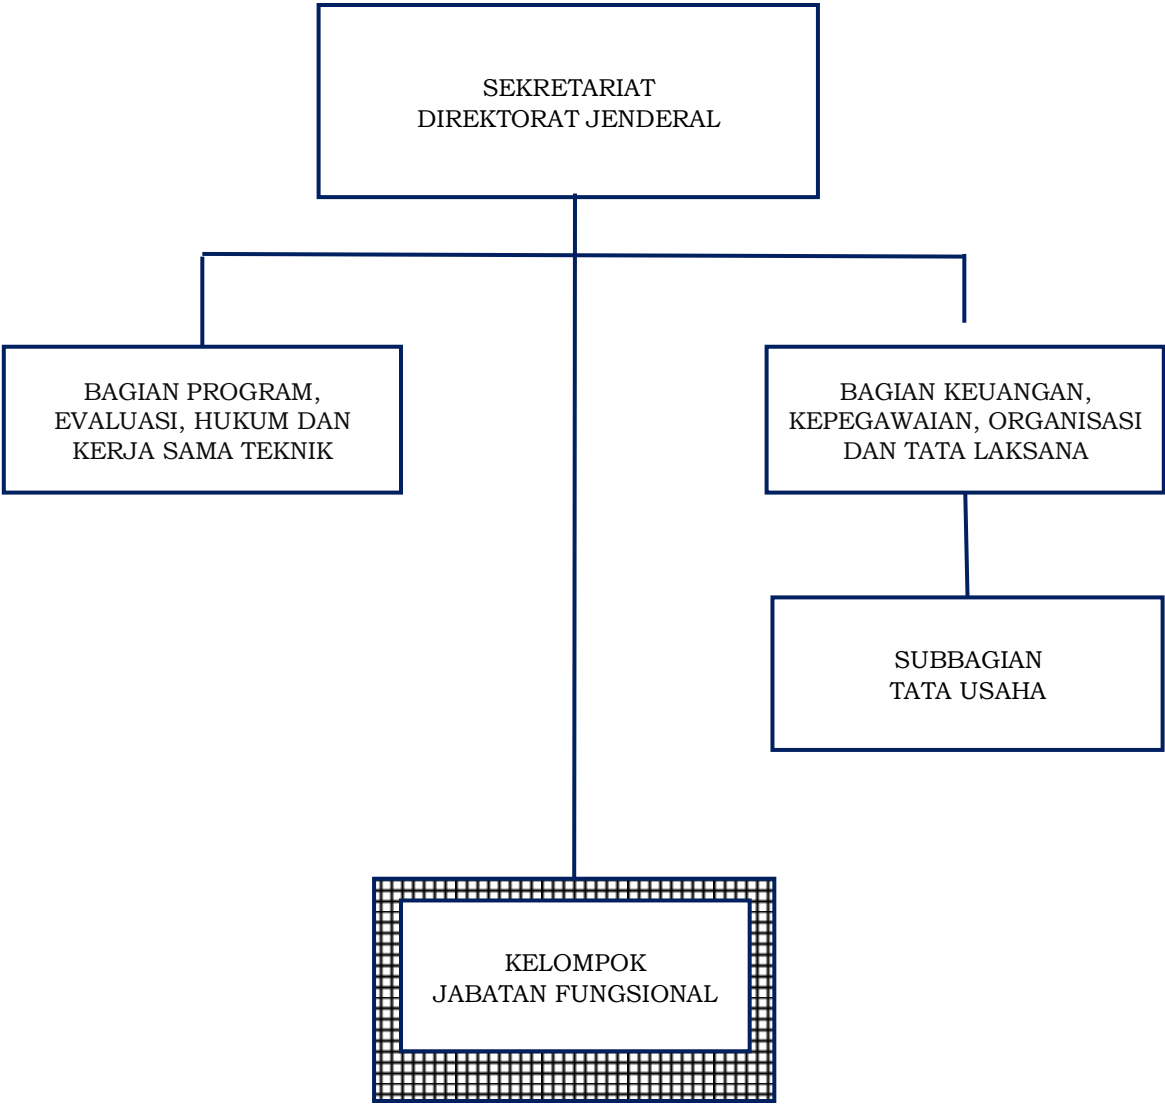 SEKRETARIAT
DIREKTORAT JENDERAL
BAGIAN PROGRAM,
EVALUASI, HUKUM DAN
KERJA SAMA TEKNIK
BAGIAN KEUANGAN,
KEPEGAWAIAN, ORGANISASI
DAN TATA LAKSANA
SUBBAGIAN
TATA USAHA
KELOMPOK
JABATAN FUNGSIONAL